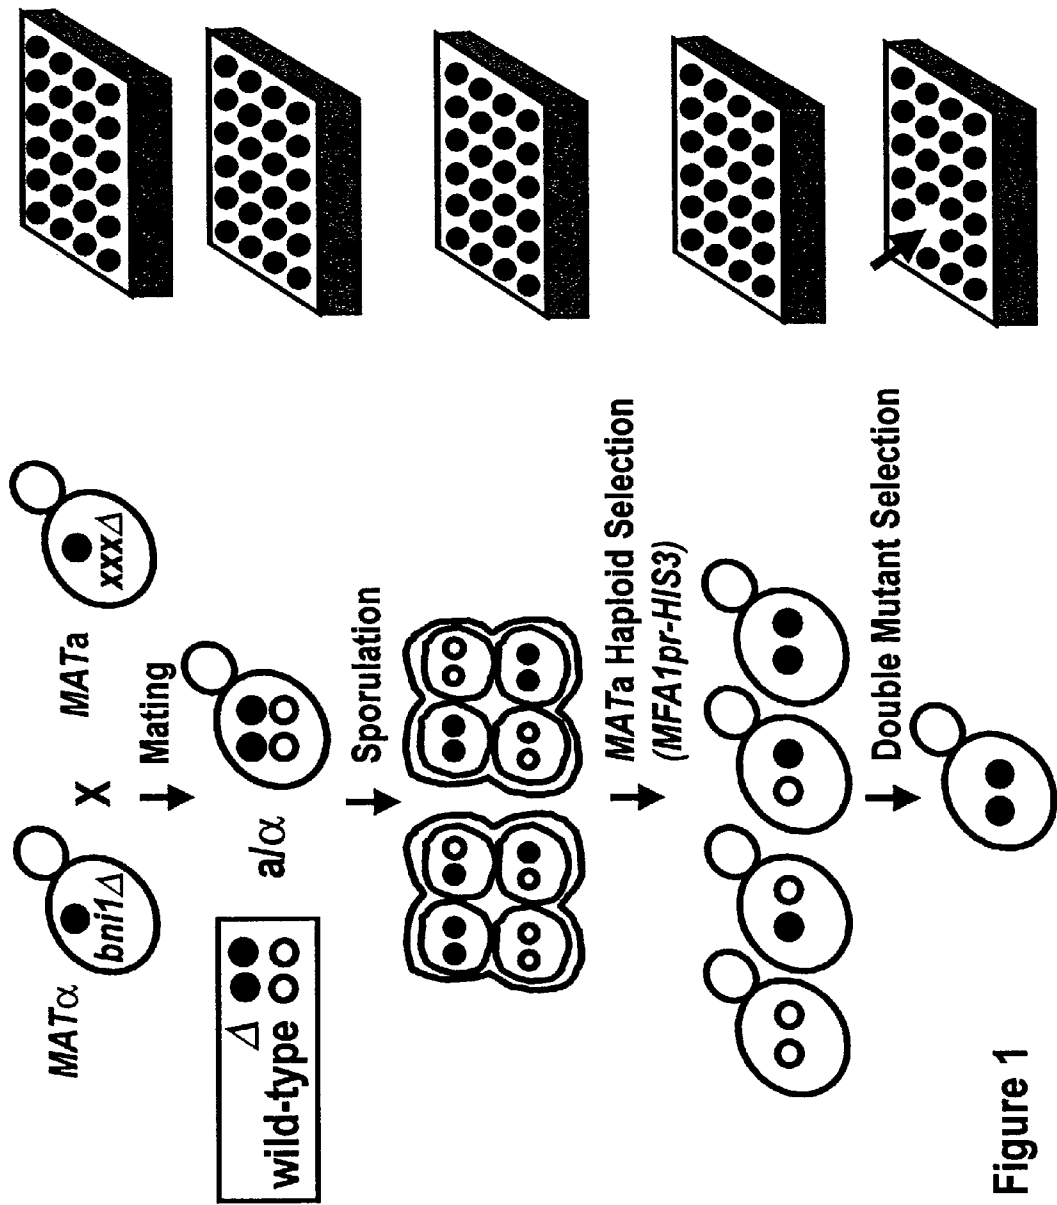 MATα
X
MATa
bni1Δ
xxxΔ
Mating
Δ
wild-type
a/α
Sporulation
MATa Haploid Selection
(MFA1pr-HIS3)
Double Mutant Selection
Figure 1